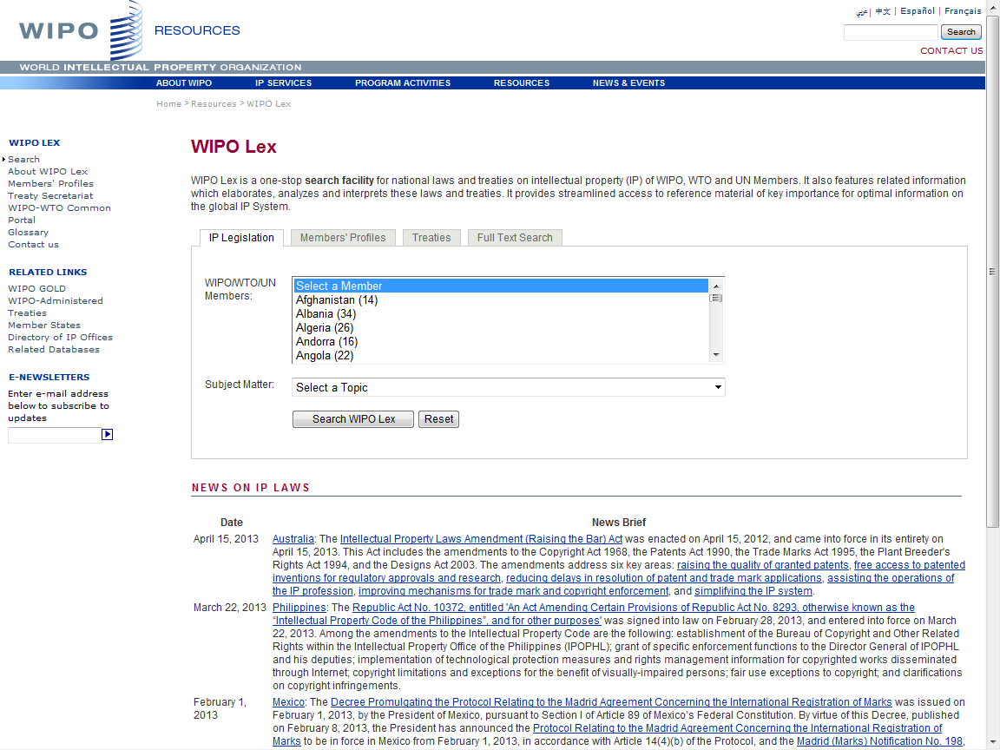 WIPO
RESOURCES
عربي | 中文 | Español | Français
Search
CONTACT US
WORLD INTELLECTUAL PROPERTY ORGANIZATION
ABOUT WIPO IP SERVICES PROGRAM ACTIVITIES RESOURCES NEWS & EVENTS
Home > Resources > WIPO Lex
WIPO LEX
Search
About WIPO Lex
Members' Profiles
Treaty Secretariat
WIPO-WTO Common
Portal
Glossary
Contact us
RELATED LINKS
WIPO GOLD
WIPO-Administered
Treaties
Member States
Directory of IP Offices
Related Databases
E-NEWSLETTERS
Enter e-mail address
below to subscribe to
updates
WIPO Lex
WIPO Lex is a one-stop search facility for national laws and treaties on intellectual property (IP) of WIPO, WTO and UN Members. It also features related information
which elaborates, analyzes and interprets these laws and treaties. It provides streamlined access to reference material of key importance for optimal information on
the global IP System.
IP Legislation Members' Profiles Treaties Full Text Search
WIPO/WTO/UN
Members:
Select a Member
Afghanistan (14)
Albania (34)
Algeria (26)
Andorra (16)
Angola (22)
Subject Matter:
Select a Topic
Search WIPO Lex Reset
NEWS ON IP LAWS
Date News Brief
April 15, 2013 Australia: The Intellectual Property Laws Amendment (Raising the Bar) Act was enacted on April 15, 2012, and came into force in its entirety on
April 15, 2013. This Act includes the amendments to the Copyright Act 1968, the Patents Act 1990, the Trade Marks Act 1995, the Plant Breeder's
Rights Act 1994, and the Designs Act 2003. The amendments address six key areas: raising the quality of granted patents, free access to patented
inventions for regulatory approvals and research, reducing delays in resolution of patent and trade mark applications, assisting the operations of
the IP profession, improving mechanisms for trade mark and copyright enforcement, and simplifying the IP system.
March 22, 2013 Philippines: The Republic Act No. 10372, entitled 'An Act Amending Certain Provisions of Republic Act No. 8293, otherwise known as the
“Intellectual Property Code of the Philippines”, and for other purposes' was signed into law on February 28, 2013, and entered into force on March
22, 2013. Among the amendments to the Intellectual Property Code are the following: establishment of the Bureau of Copyright and Other Related
Rights within the Intellectual Property Office of the Philippines (IPOPHL); grant of specific enforcement functions to the Director General of IPOPHL
and his deputies; implementation of technological protection measures and rights management information for copyrighted works disseminated
through Internet; copyright limitations and exceptions for the benefit of visually-impaired persons; fair use exceptions to copyright; and clarifications
on copyright infringements.
February 1,
2013
Mexico: The Decree Promulgating the Protocol Relating to the Madrid Agreement Concerning the International Registration of Marks was issued on
February 1, 2013, by the President of Mexico, pursuant to Section I of Article 89 of Mexico's Federal Constitution. By virtue of this Decree, published
on February 8, 2013, the President has announced the Protocol Relating to the Madrid Agreement Concerning the International Registration of
Marks to be in force in Mexico from February 1, 2013, in accordance with Article 14(4)(b) of the Protocol, and the Madrid (Marks) Notification No. 198,